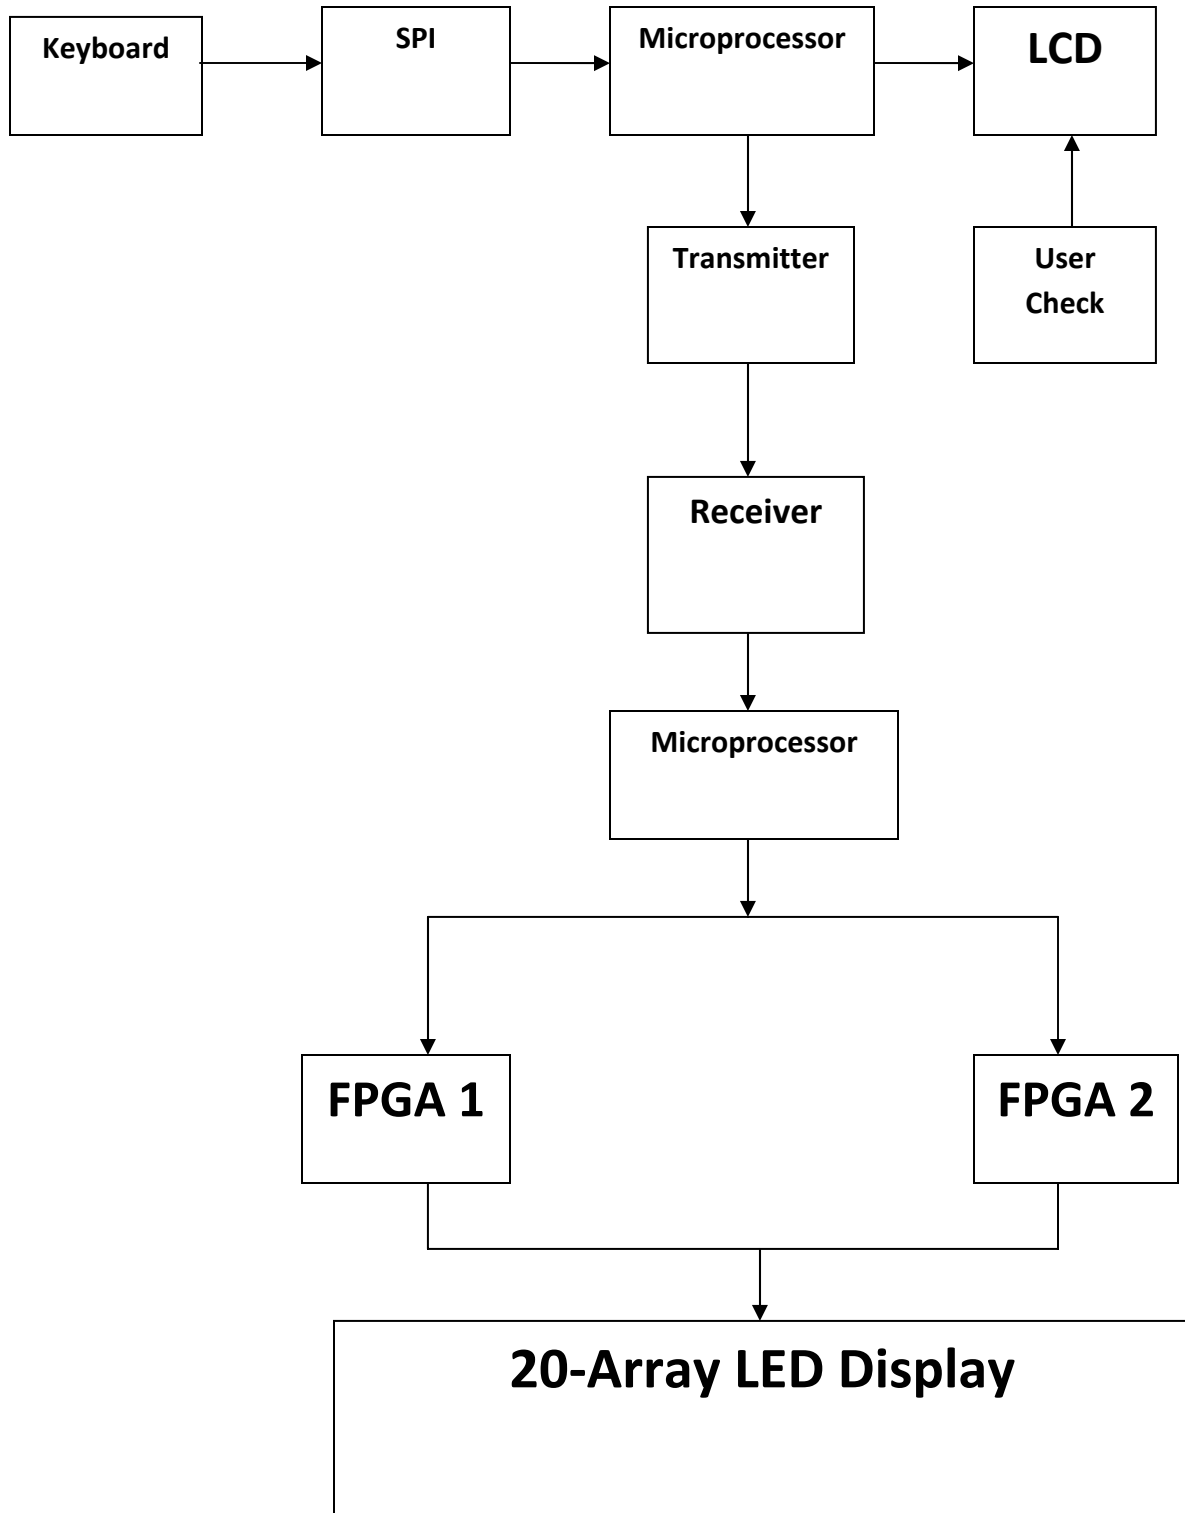 Keyboard
SPI
Microprocessor
LCD
Transmitter
User
Check
Receiver
Microprocessor
FPGA 1
FPGA 2
20-Array LED Display